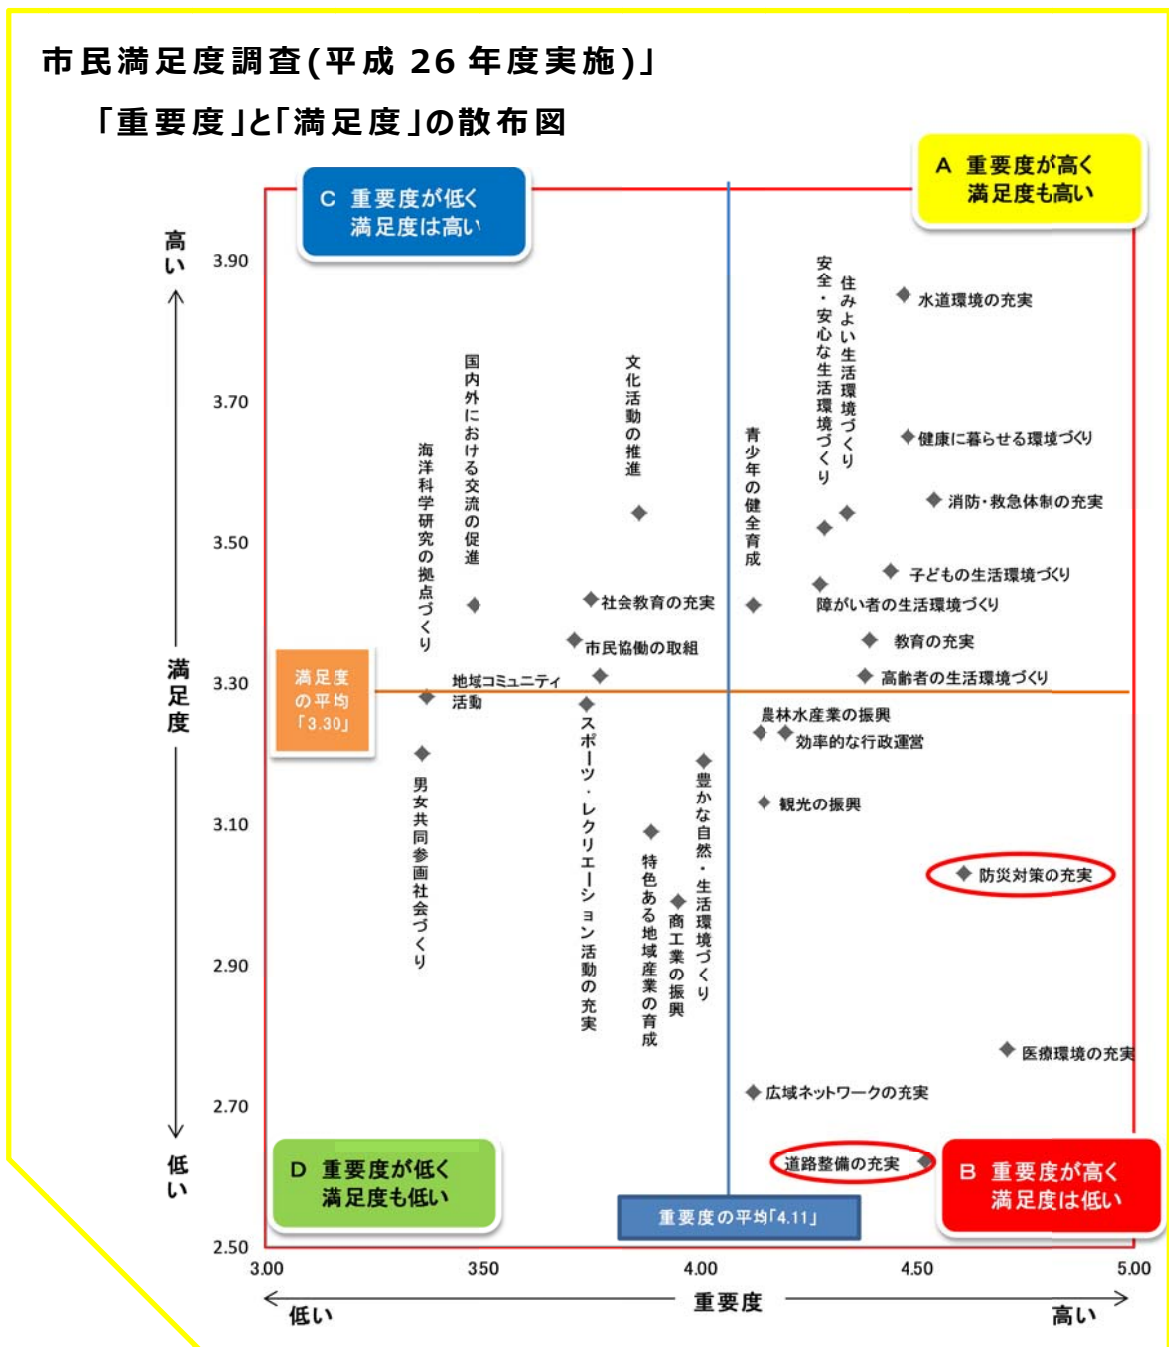 市民満足度調査(平成 26 年度実施)」
「重要度」と「満足度」の散布図
A 重要度が高く
満足度も高い
C 重要度が低く
満足度は高い
高い
3.90
3.70
3.50
3.30
3.10
2.90
2.70
2.50
満足度
低い
満足度
の平均
「3.30」
安全・安心な生活環境づくり
住みよい生活環境づくり
水道環境の充実
国内外における交流の促進
文化活動の推進
海洋科学研究の拠点づくり
青少年の健全育成
健康に暮らせる環境づくり
消防・救急体制の充実
子どもの生活環境づくり
社会教育の充実
障がい者の生活環境づくり
市民協働の取組
教育の充実
地域コミュニティ
活動
高齢者の生活環境づくり
農林水産業の振興
効率的な行政運営
スポーツ・レクリエーション活動の充実
男女共同参画社会づくり
豊かな自然・生活環境づくり
観光の振興
特色ある地域産業の育成
商工業の振興
防災対策の充実
医療環境の充実
広域ネットワークの充実
道路整備の充実
D 重要度が低く
満足度も低い
B 重要度が高く
満足度は低い
重要度の平均「4.11」
3.00
350
4.00
4.50
5.00
低い
重要度
高い